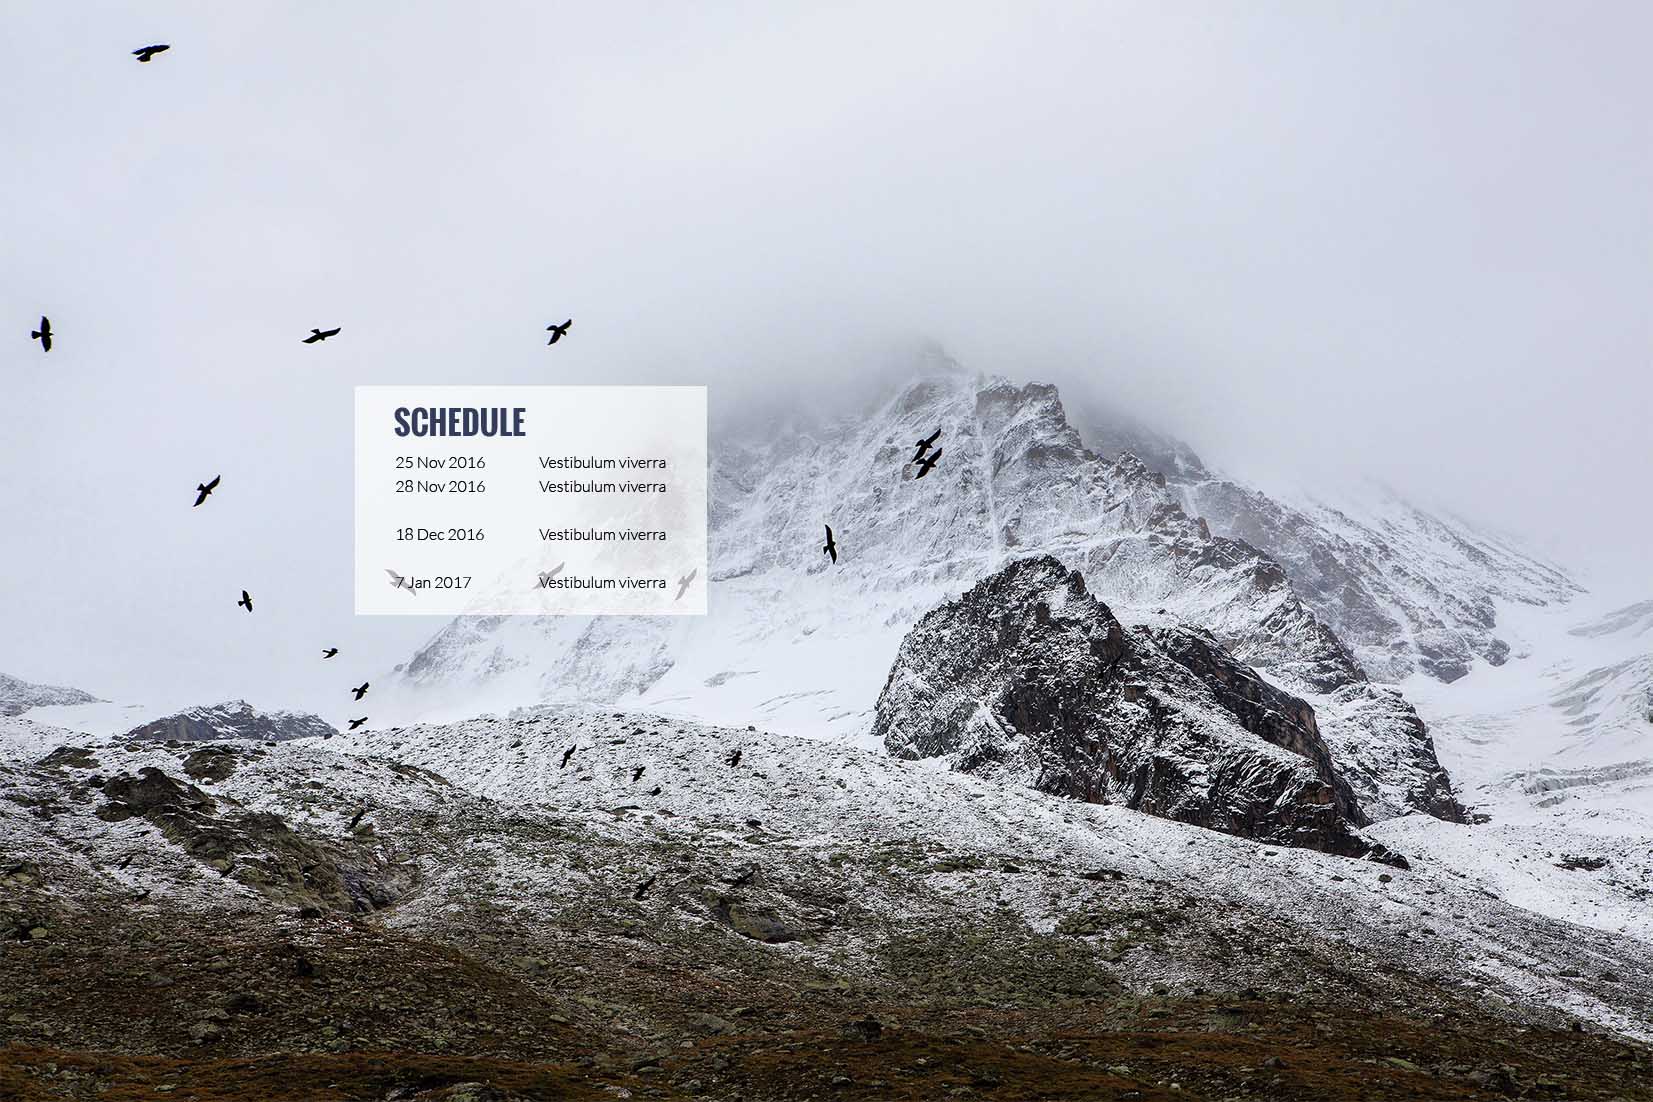 SCHEDULE
25 Nov 2016 Vestibulum viverra
28 Nov 2016 Vestibulum viverra
18 Dec 2016 Vestibulum viverra
7 Jan 2017 Vestibulum viverra